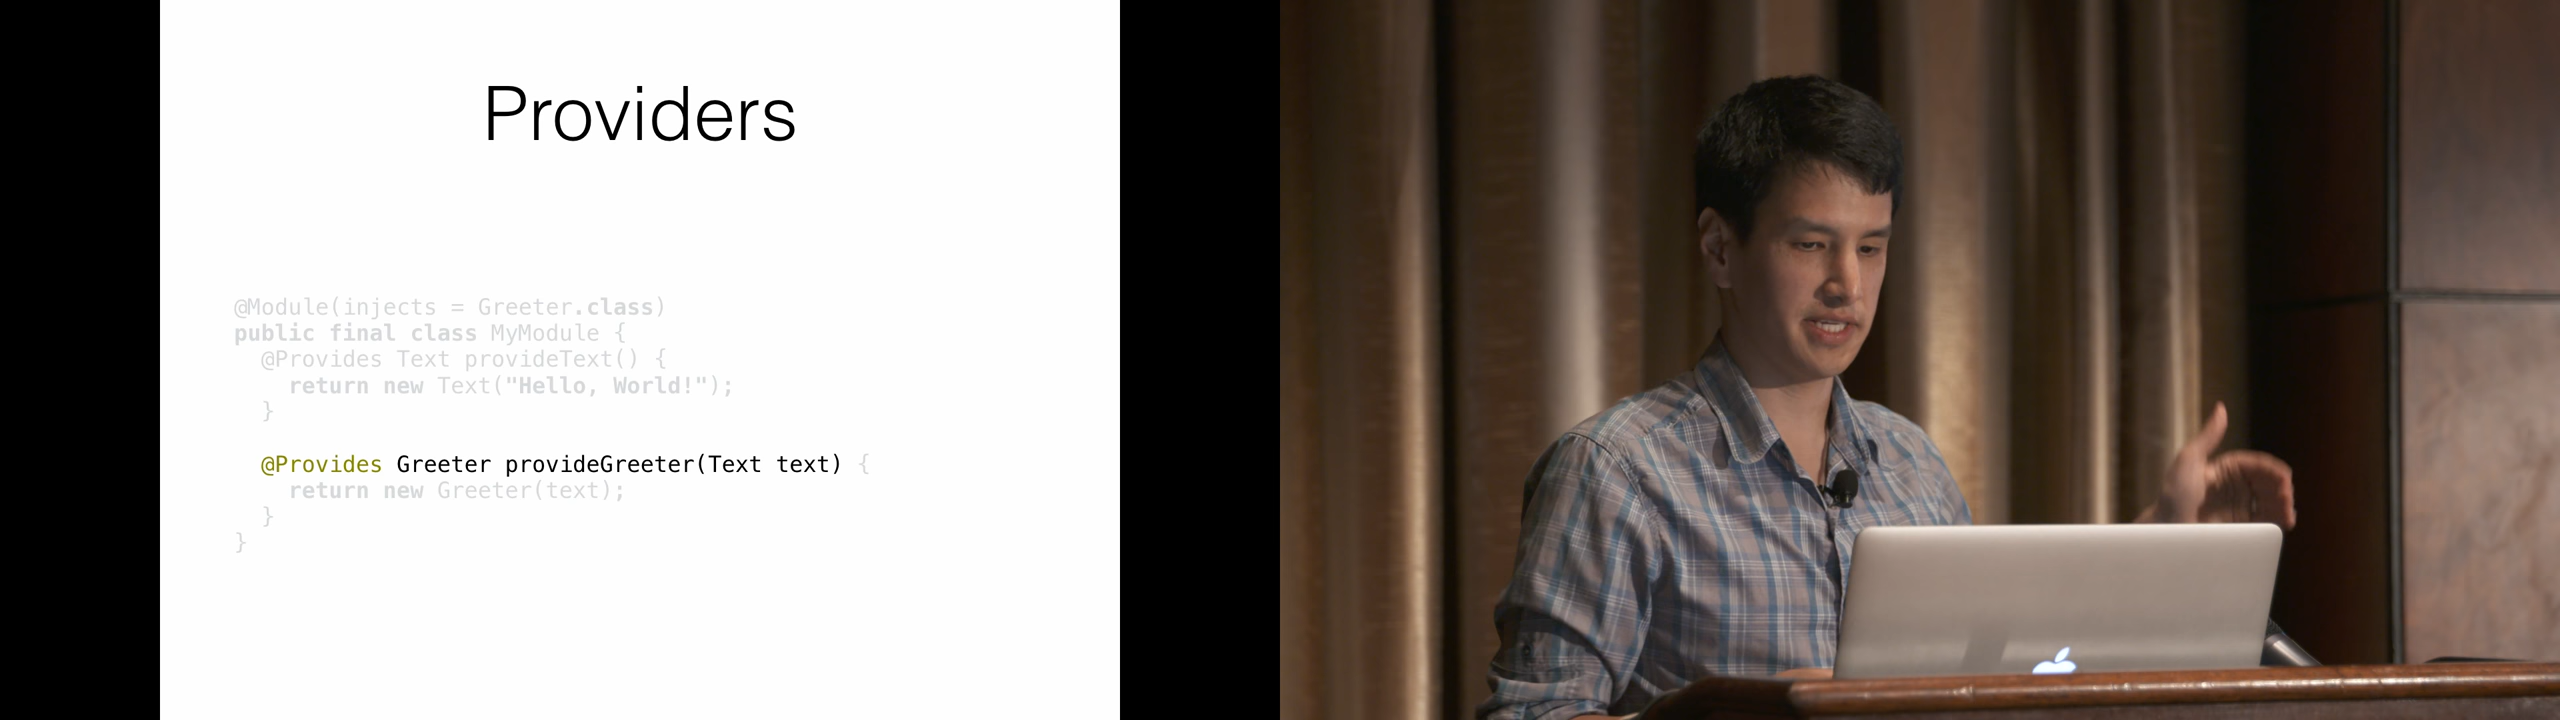 Providers
@Module(injects = Greeter.class)
public final class MyModule {
@Provides Text provideText() {
return new Text("Hello, World!");
}
@Provides Greeter provideGreeter(Text text) {
return new Greeter(text);
}
}